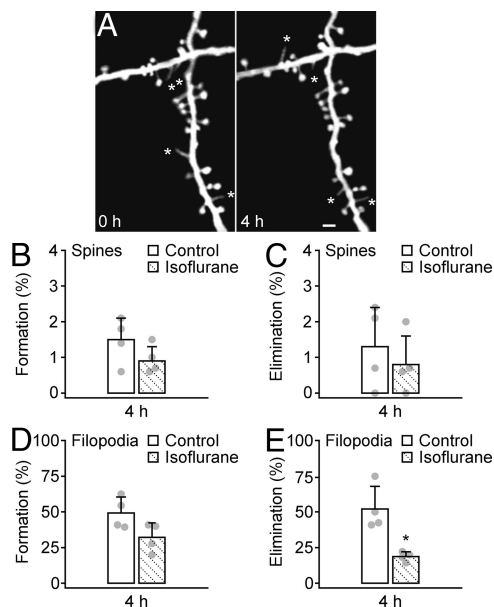 A
*
*
*
*
*
0 h
*
*
*
*
4 h
B
Spines
Control
Isoflurane
Formation (%)
4
3
2
1
0
4 h
C
Spines
Control
Isoflurane
Elimination (%)
4
3
2
1
0
4 h
D
Filopodia
Control
Isoflurane
Formation (%)
100
75
50
25
0
4 h
E
Filopodia
Control
Isoflurane
Elimination (%)
100
75
50
25
0
*
4 h